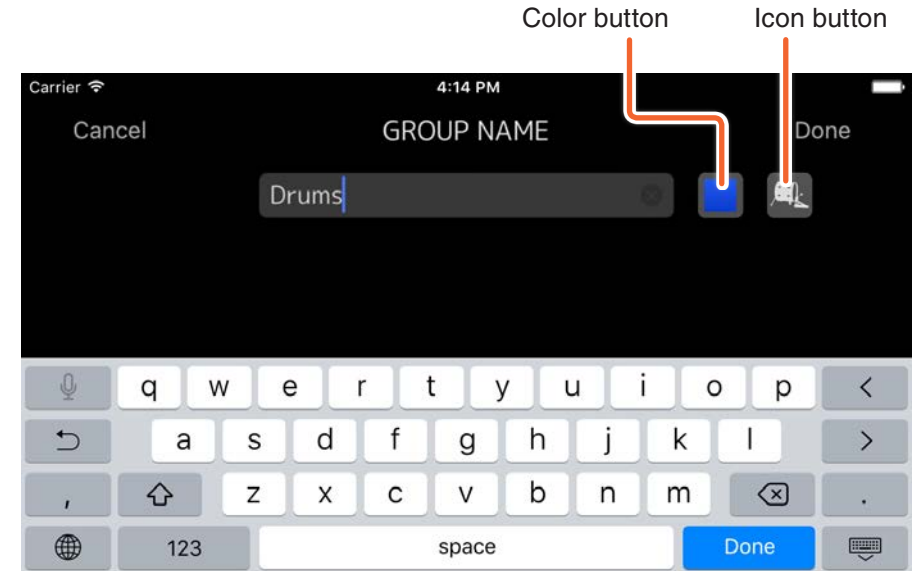 Color button Icon button
Carrier 4:14 PM
Cancel GROUP NAME Done
Drums
q w e r t y u i o p <
a s d f g h j k l >
, z x c v b n m .
123 space Done